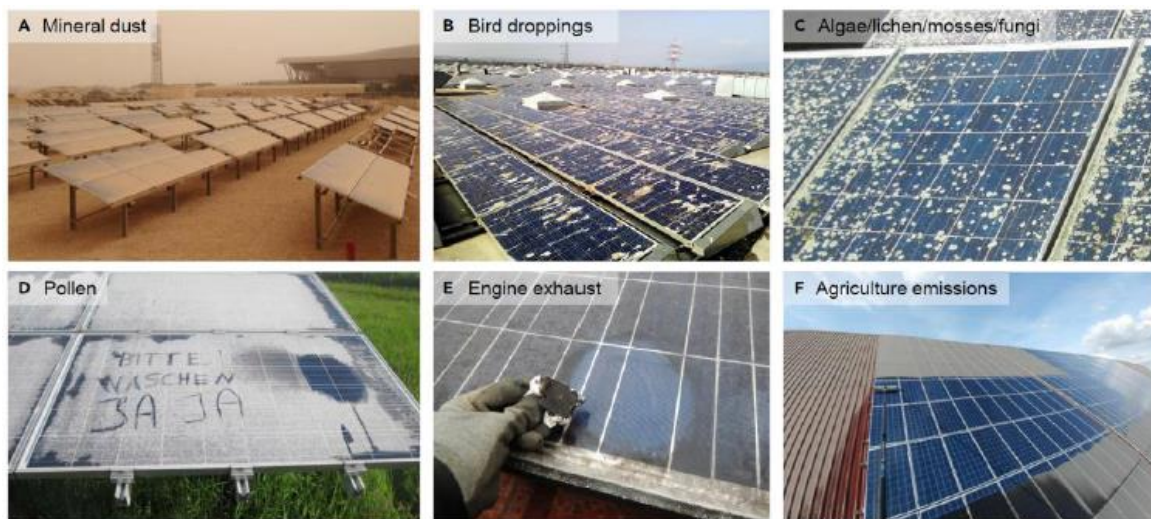 A Mineral dust
B Bird droppings
C Algae/lichen/mosses/fungi
D Pollen
BITTE
WASCHEN
JA JA
E Engine exhaust
F Agriculture emissions